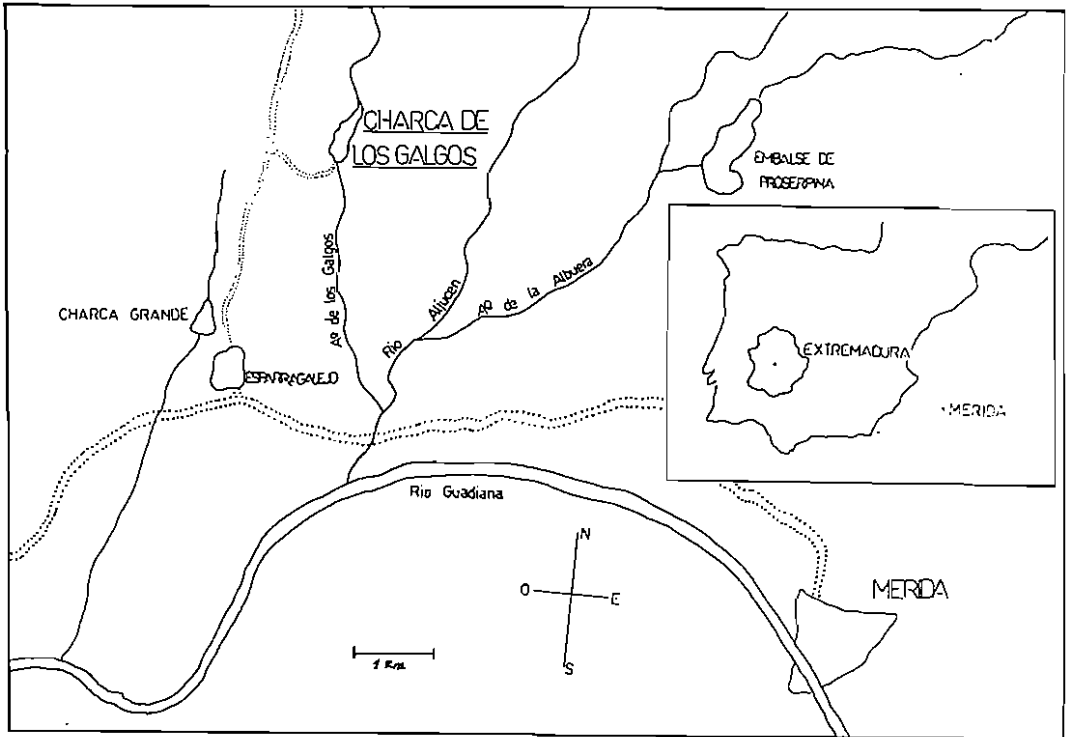 CHARCA DE
LOS GALGOS
EMBALSE DE
PROSERPINA
Aº de los Galgos
Rio Aljucen
Aº de la Albuera
CHARCA GRANDE
ESPARRAGALEJO
EXTREMADURA
MERIDA
Rio Guadiana
N
O E
S
MERIDA
1 Km